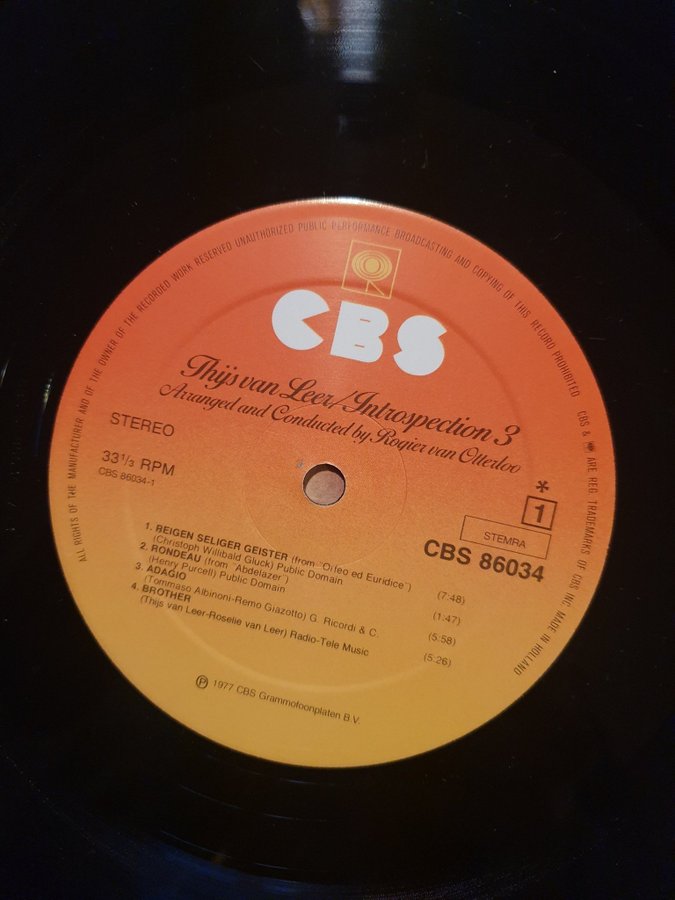 ALL RIGHTS OF THE MANUFACTURER AND OF THE OWNER OF THE RECORDED WORK RESERVED UNAUTHORIZED PUBLIC PERFORMANCE BROADCASTING AND COPYING OF THIS RECORD PROHIBITED CBS & ARE REG. TRADEMARKS OF CBS INC. MADE IN HOLLAND
CBS
Thijs van Leer/Introspection 3
Arranged and Conducted by Rogier van Otterloo
STEREO
33 1/3 RPM
CBS 86034-1
*
1
STEMRA
CBS 86034
1. REIGEN SELIGER GEISTER (from "Orfeo ed Euridice") (7:48)
(Christoph Willibald Gluck) Public Domain
2. RONDEAU (from "Abdelazer") (1:47)
(Henry Purcell) Public Domain
3. ADAGIO (5.58)
(Tommaso Albinoni-Remo Giazotto) G. Ricordi & C.
4. BROTHER (5:26)
(Thijs van Leer-Roselie van Leer) Radio-Tele Music
℗ 1977 CBS Grammofoonplaten B.V.